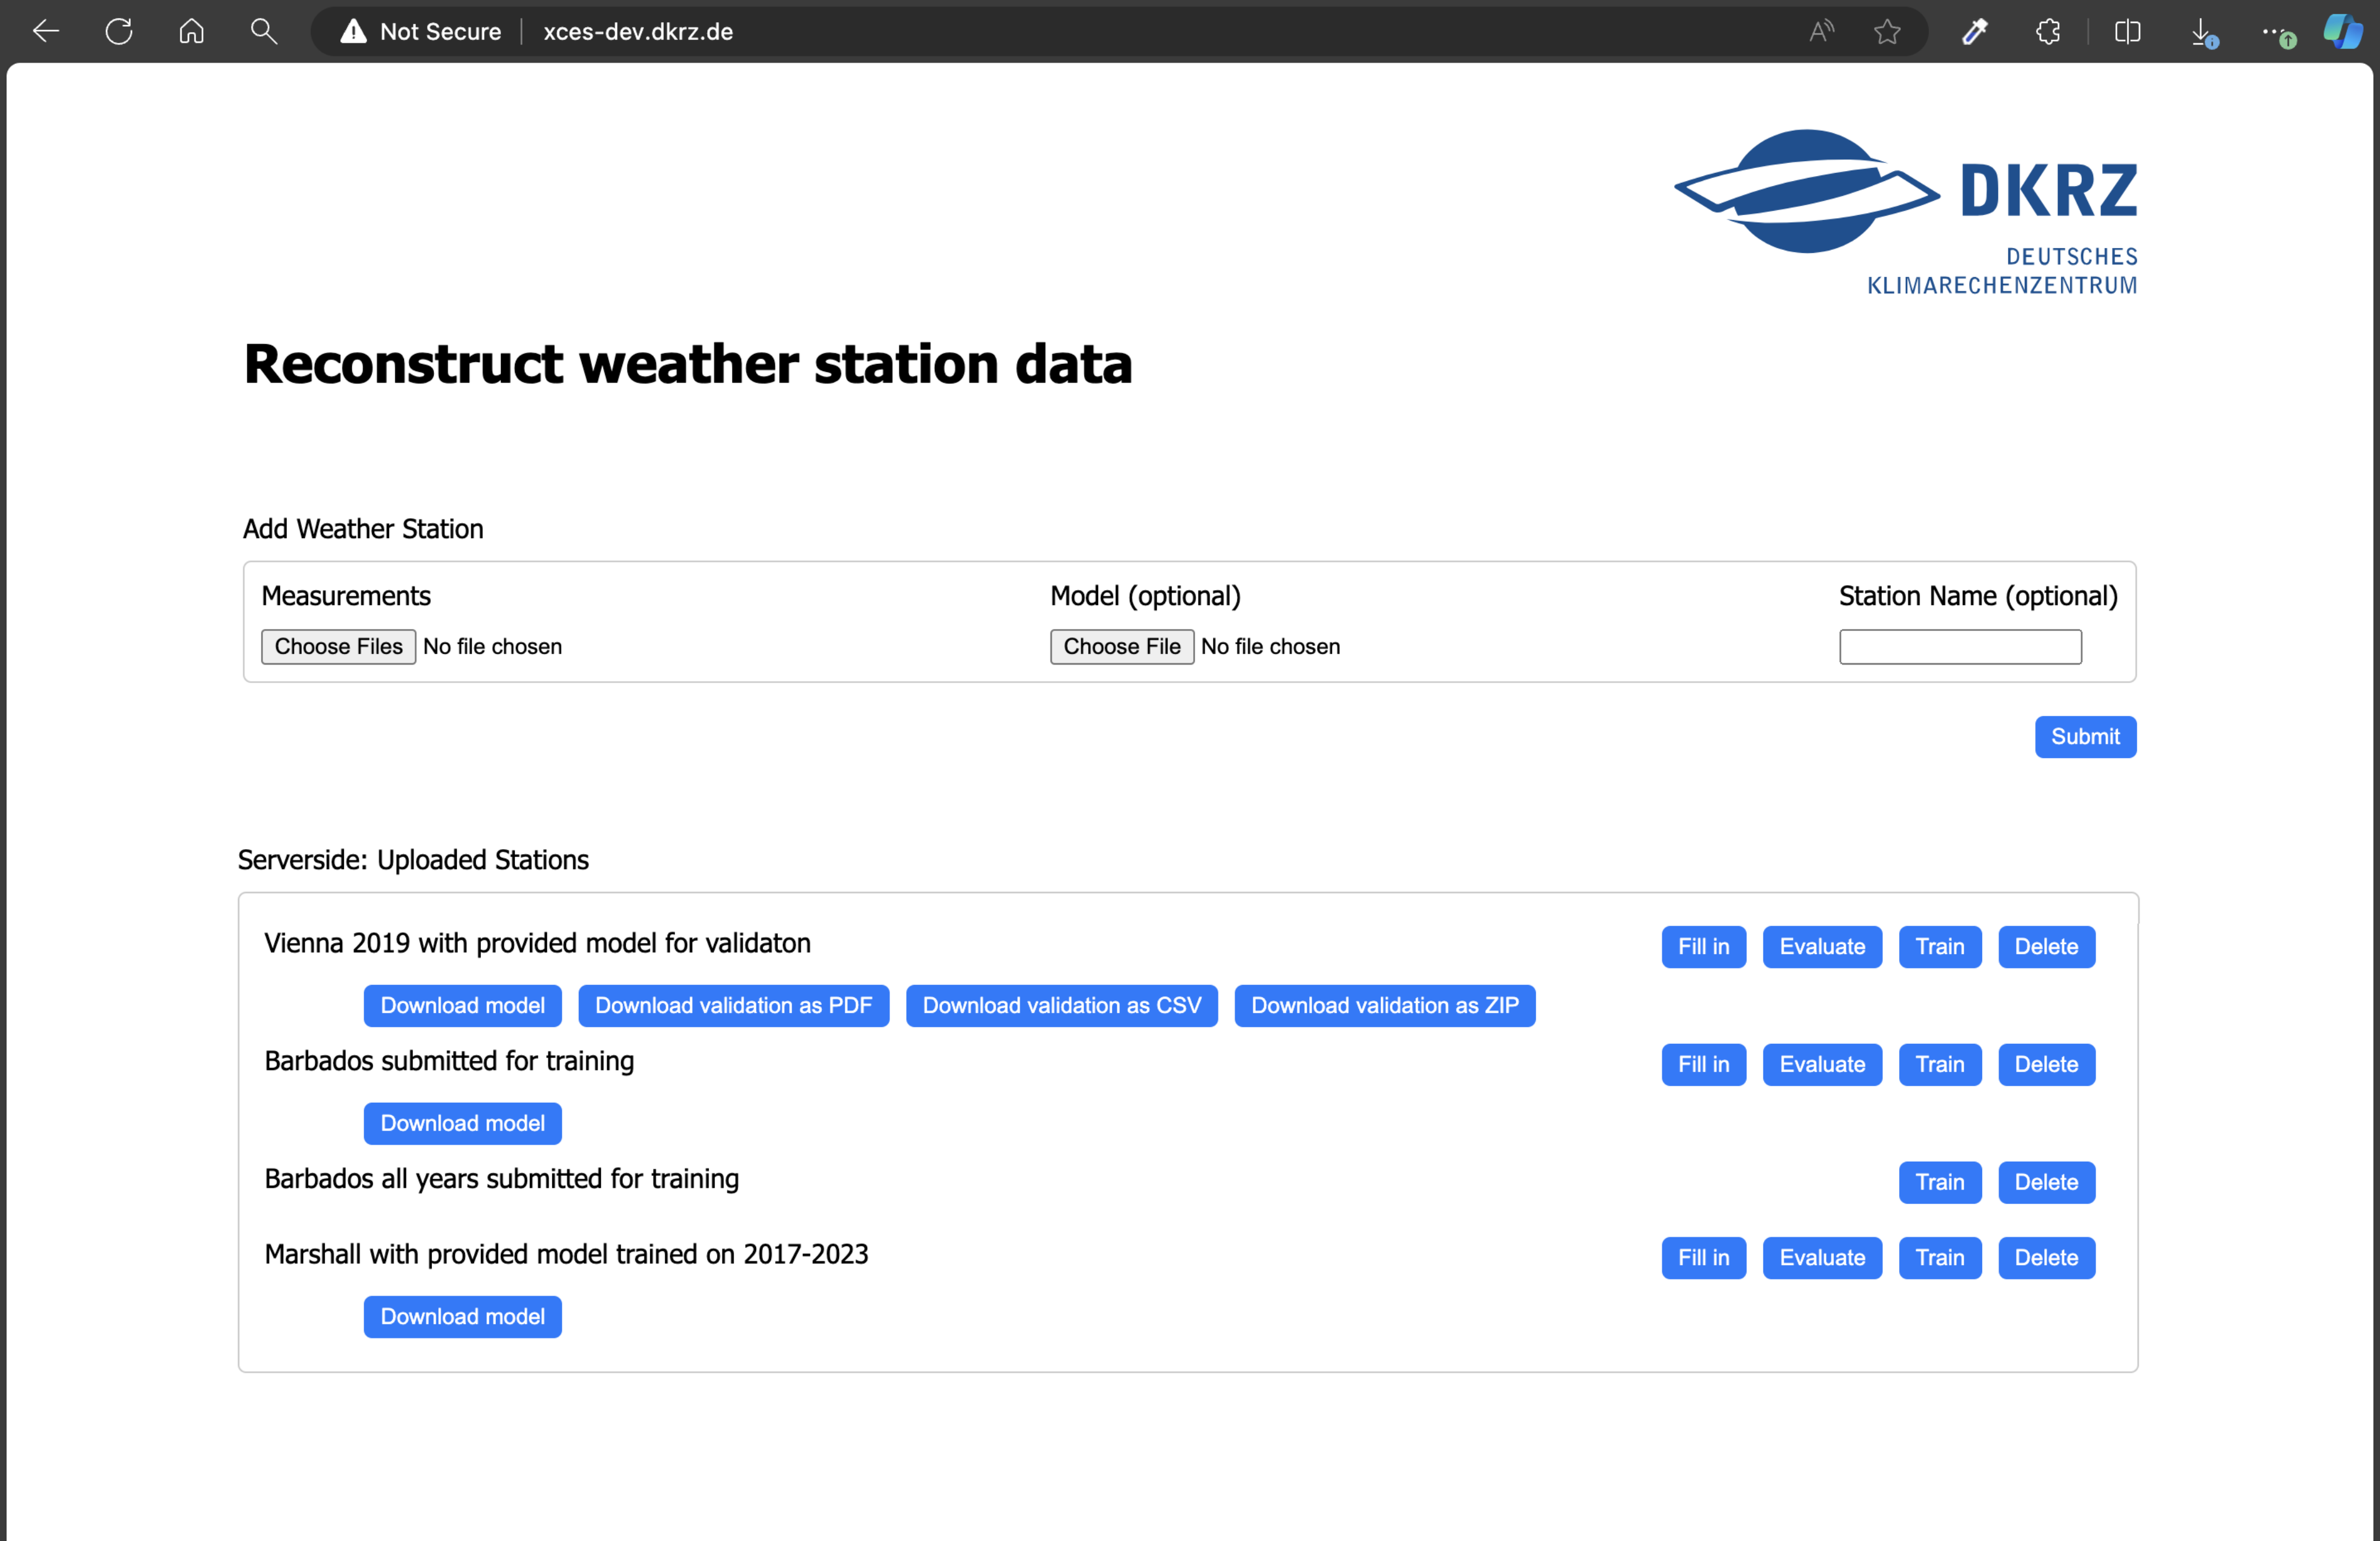 Not Secure xces-dev.dkrz.de
DKRZ
DEUTSCHES
KLIMARECHENZENTRUM
Reconstruct weather station data
Add Weather Station
Measurements Model (optional) Station Name (optional)
Choose Files No file chosen Choose File No file chosen
Submit
Serverside: Uploaded Stations
Vienna 2019 with provided model for validaton Fill in Evaluate Train Delete
Download model Download validation as PDF Download validation as CSV Download validation as ZIP
Barbados submitted for training Fill in Evaluate Train Delete
Download model
Barbados all years submitted for training Train Delete
Marshall with provided model trained on 2017-2023 Fill in Evaluate Train Delete
Download model